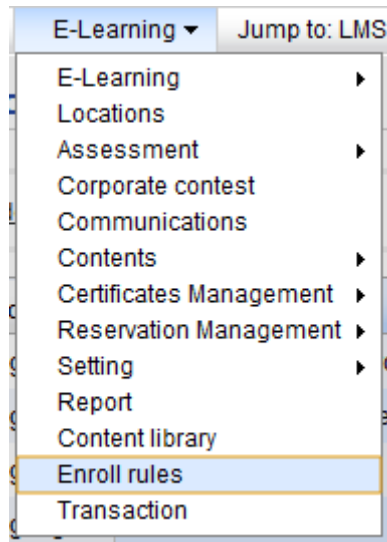 E-Learning ▾ Jump to: LMS
E-Learning
Locations
Assessment
Corporate contest
Communications
Contents
Certificates Management
Reservation Management
Setting
Report
Content library
Enroll rules
Transaction